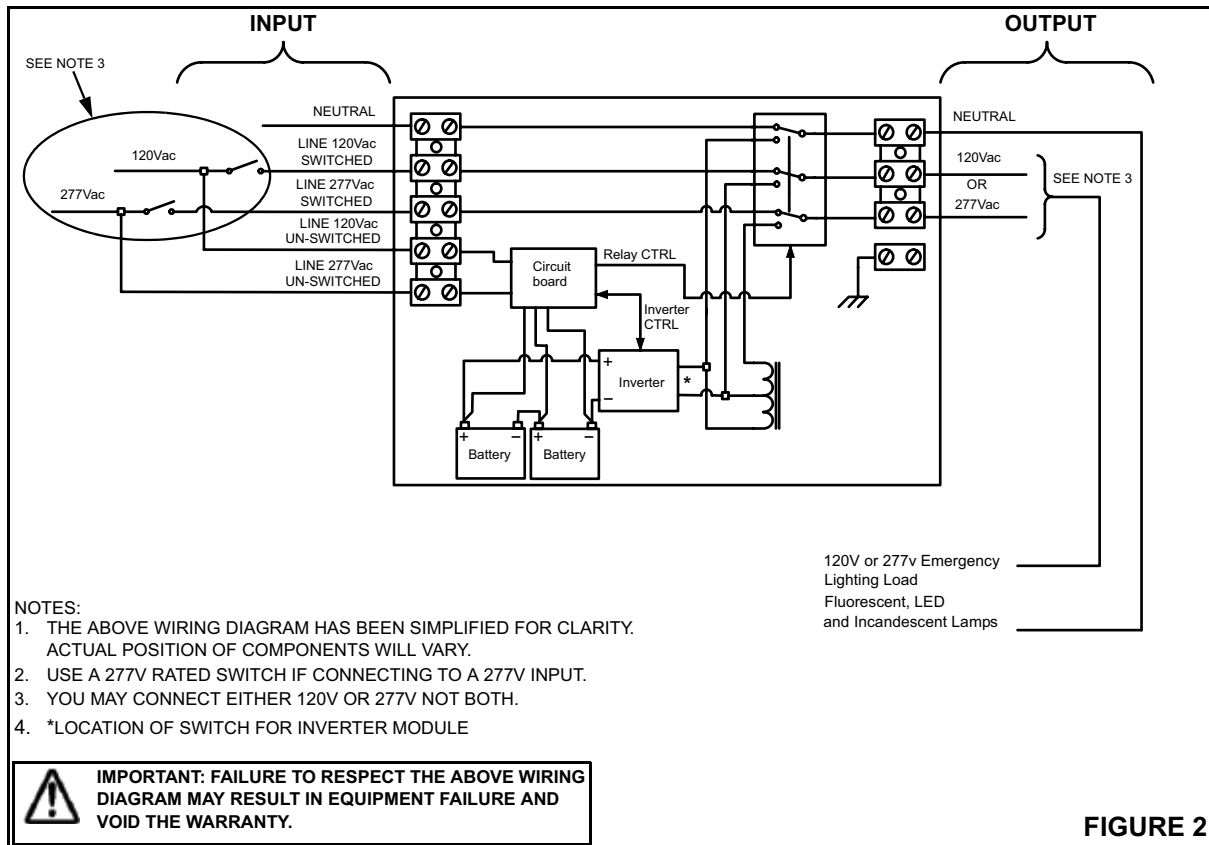 INPUT
OUTPUT
SEE NOTE 3
NEUTRAL
LINE 120Vac
SWITCHED
120Vac
LINE 277Vac
SWITCHED
277Vac
LINE 120Vac
UN-SWITCHED
LINE 277Vac
UN-SWITCHED
NEUTRAL
120Vac
OR
277Vac
SEE NOTE 3
Circuit
board
Relay CTRL
Inverter
CTRL
+
Inverter
*
–
+ –
Battery
+ –
Battery
120V or 277v Emergency
Lighting Load
Fluorescent, LED
and Incandescent Lamps
NOTES:
1. THE ABOVE WIRING DIAGRAM HAS BEEN SIMPLIFIED FOR CLARITY.
ACTUAL POSITION OF COMPONENTS WILL VARY.
2. USE A 277V RATED SWITCH IF CONNECTING TO A 277V INPUT.
3. YOU MAY CONNECT EITHER 120V OR 277V NOT BOTH.
4. *LOCATION OF SWITCH FOR INVERTER MODULE
IMPORTANT: FAILURE TO RESPECT THE ABOVE WIRING
DIAGRAM MAY RESULT IN EQUIPMENT FAILURE AND
VOID THE WARRANTY.
FIGURE 2